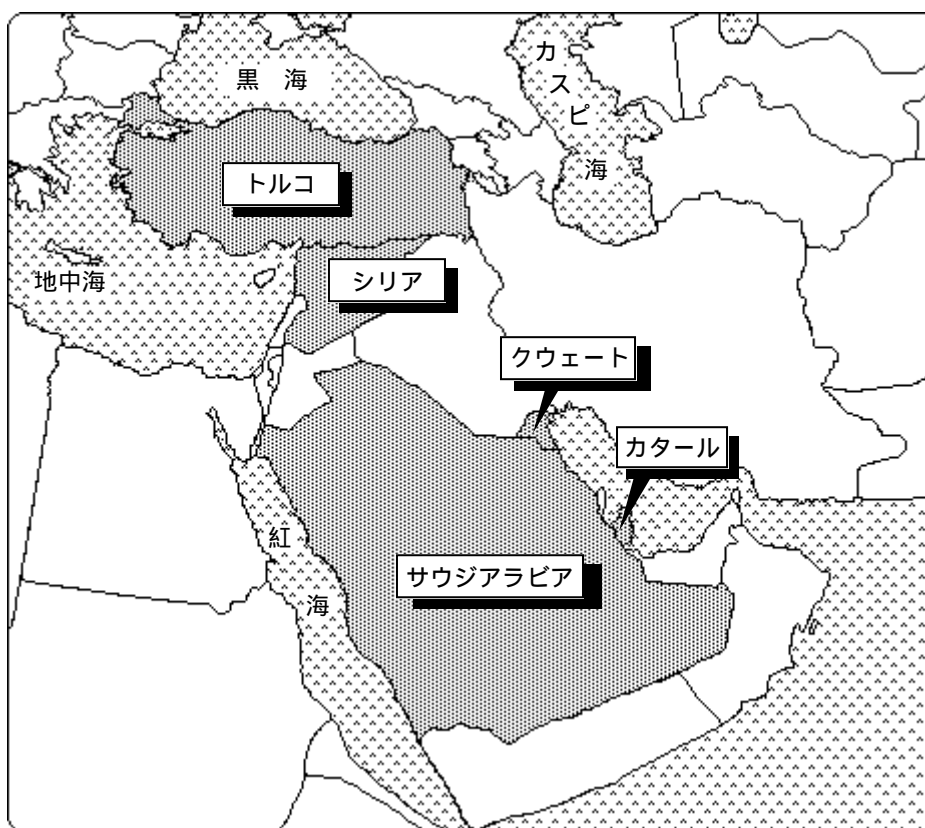 黒 海
カスピ海
トルコ
シリア
地中海
クウェート
カタール
紅海
サウジアラビア